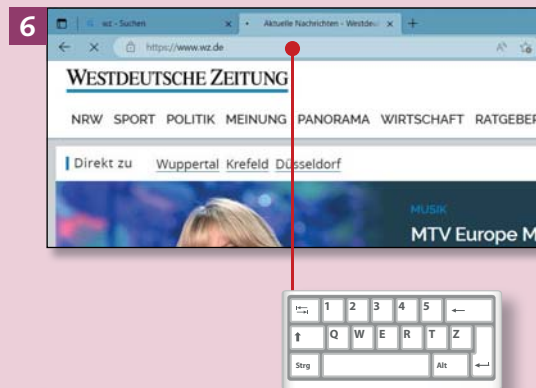 6
wz - Suchen
Aktuelle Nachrichten - Westdeu
https://www.wz.de
WESTDEUTSCHE ZEITUNG
NRW SPORT POLITIK MEINUNG PANORAMA WIRTSCHAFT RATGEBER
Direkt zu Wuppertal Krefeld Düsseldorf
MUSIK
MTV Europe M
1 2 3 4 5
Q W E R T Z
Strg Alt